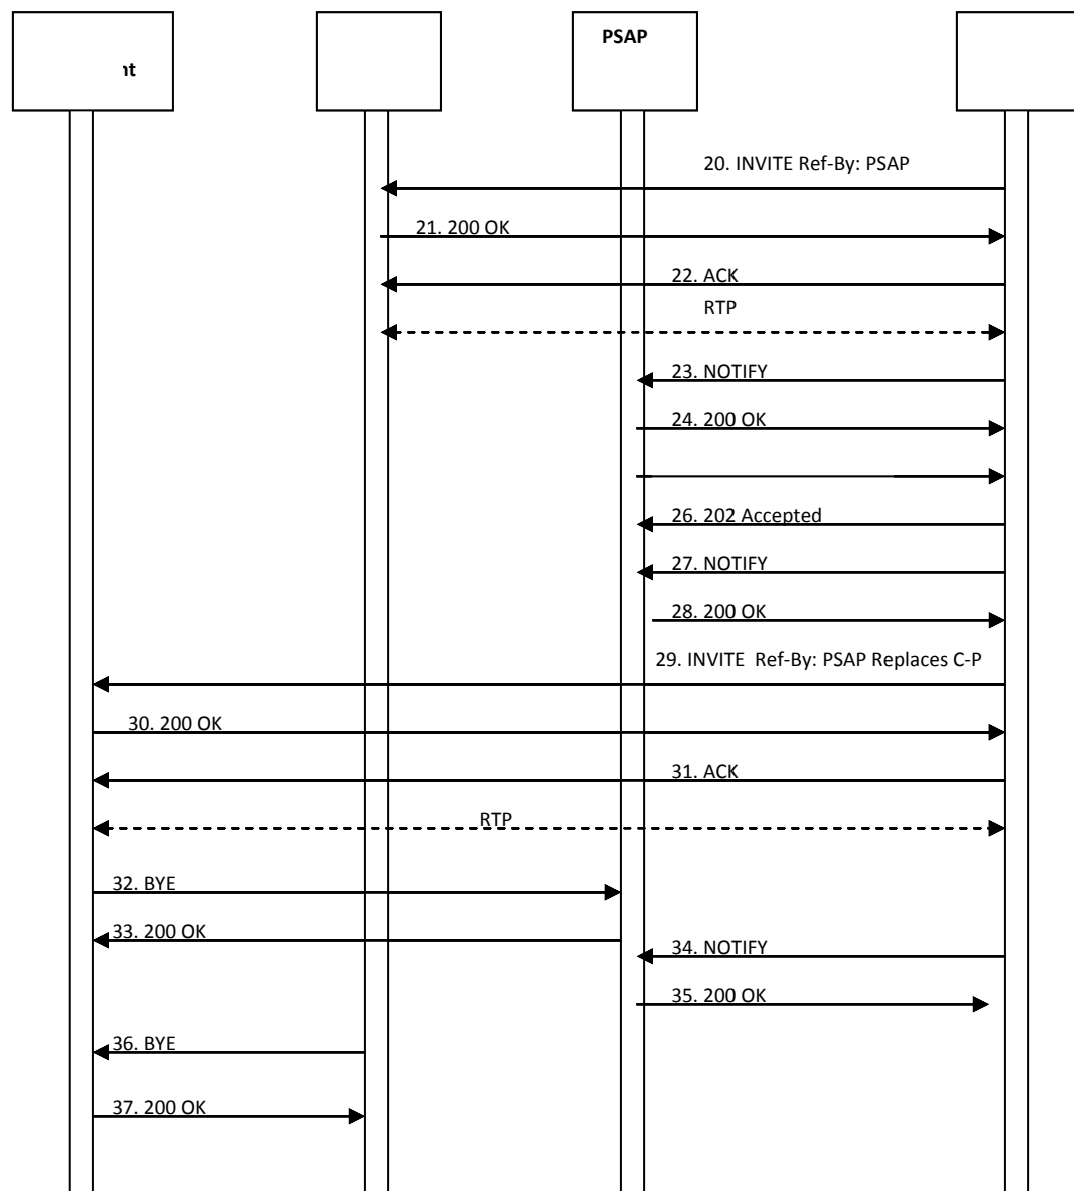 PSAP
20. INVITE Ref-By: PSAP
21. 200 OK
22. ACK
RTP
23. NOTIFY
24. 200 OK
26. 202 Accepted
27. NOTIFY
28. 200 OK
29. INVITE  Ref-By: PSAP Replaces C-P
30. 200 OK
31. ACK
RTP
32. BYE
33. 200 OK
34. NOTIFY
35. 200 OK
36. BYE
37. 200 OK